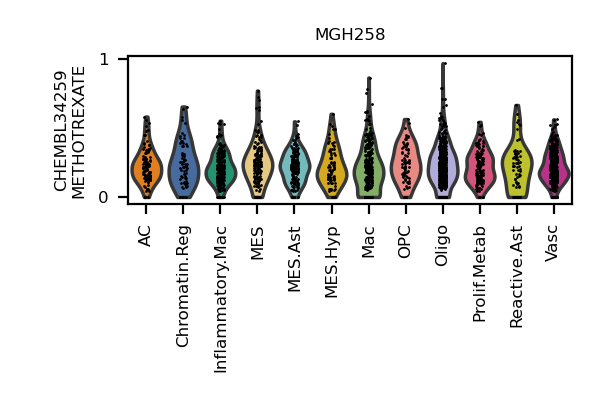 MGH258
CHEMBL34259
METHOTREXATE
1
0
AC
Chromatin.Reg
Inflammatory.Mac
MES
MES.Ast
MES.Hyp
Mac
OPC
Oligo
Prolif.Metab
Reactive.Ast
Vasc